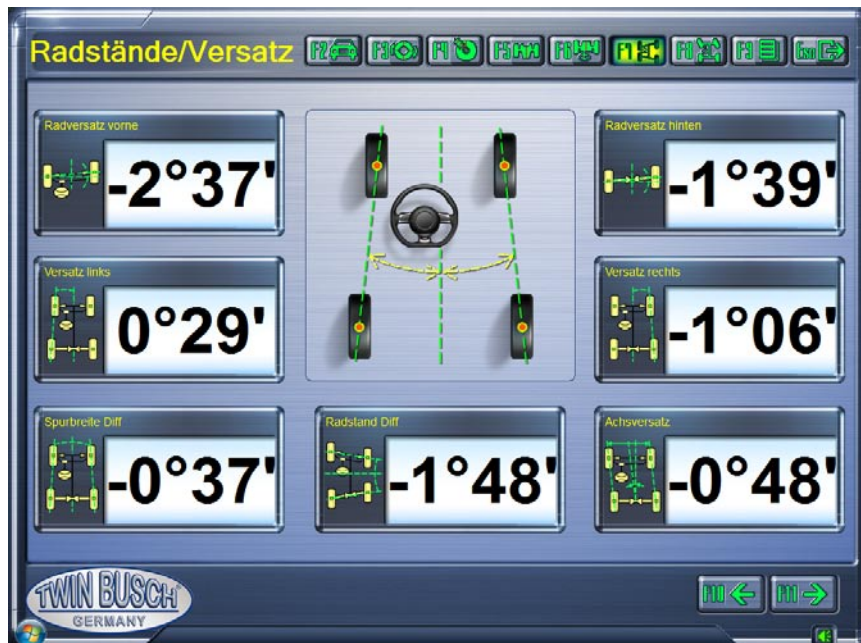 Radstände/Versatz F2 F3 F4 F5 F6 F7 F8 F9 Esc
Radversatz vorne
-2°37'
Radversatz hinten
-1°39'
Versatz links
0°29'
Versatz rechts
-1°06'
Spurbreite Diff
-0°37'
Radstand Diff
-1°48'
Achsversatz
-0°48'
TWIN BUSCH
GERMANY
F10 F11